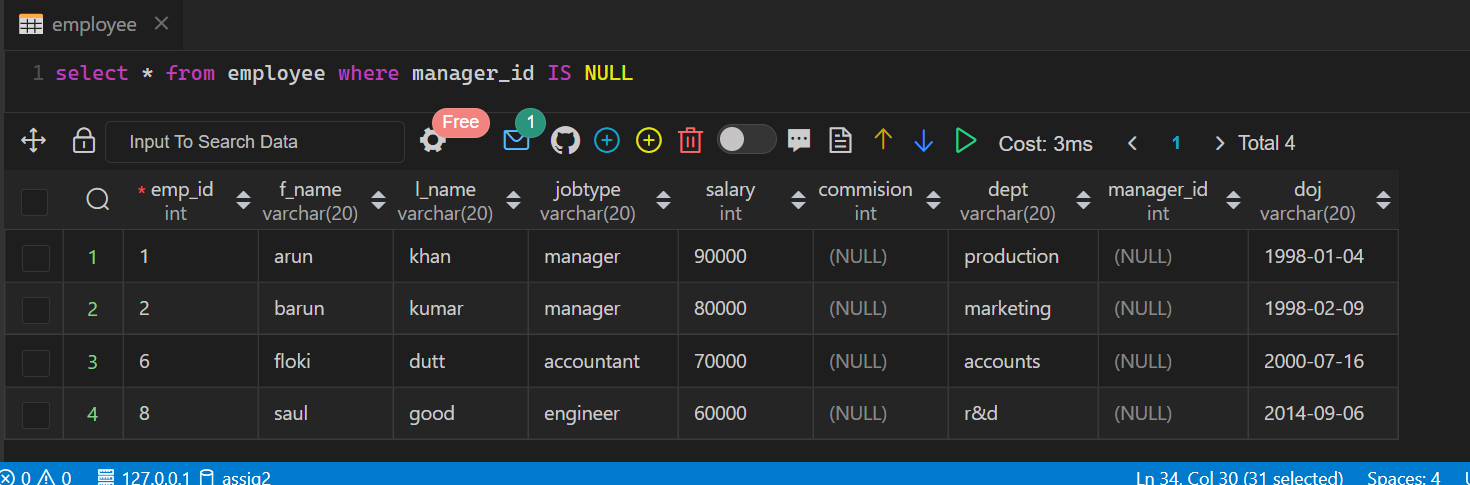 employee
1 select * from employee where manager_id IS NULL
Input To Search Data Free 1 Cost: 3ms 1 Total 4
* emp_id f_name l_name jobtype salary commision dept manager_id doj
int varchar(20) varchar(20) varchar(20) int int varchar(20) int varchar(20)
1 1 arun khan manager 90000 (NULL) production (NULL) 1998-01-04
2 2 barun kumar manager 80000 (NULL) marketing (NULL) 1998-02-09
3 6 floki dutt accountant 70000 (NULL) accounts (NULL) 2000-07-16
4 8 saul good engineer 60000 (NULL) r&d (NULL) 2014-09-06
0 0 127.0.0.1 assig2 Ln 34, Col 30 (31 selected) Spaces: 4